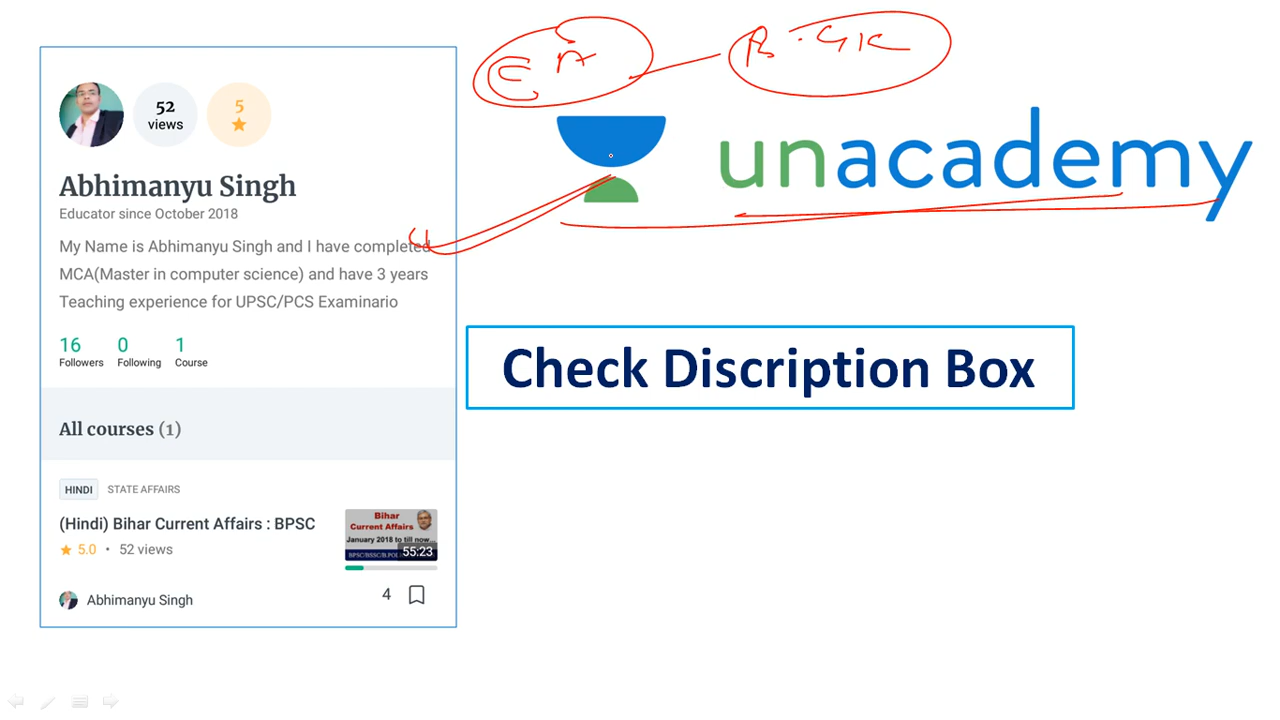 52
views
5
Abhimanyu Singh
Educator since October 2018
My Name is Abhimanyu Singh and I have completed
MCA(Master in computer science) and have 3 years
Teaching experience for UPSC/PCS Examinario
16 0 1
Followers Following Course
All courses (1)
HINDI STATE AFFAIRS
(Hindi) Bihar Current Affairs : BPSC
5.0 • 52 views
Bihar
Current Affairs
January 2018 to till now...
55:23
Abhimanyu Singh
4
unacademy
Check Discription Box